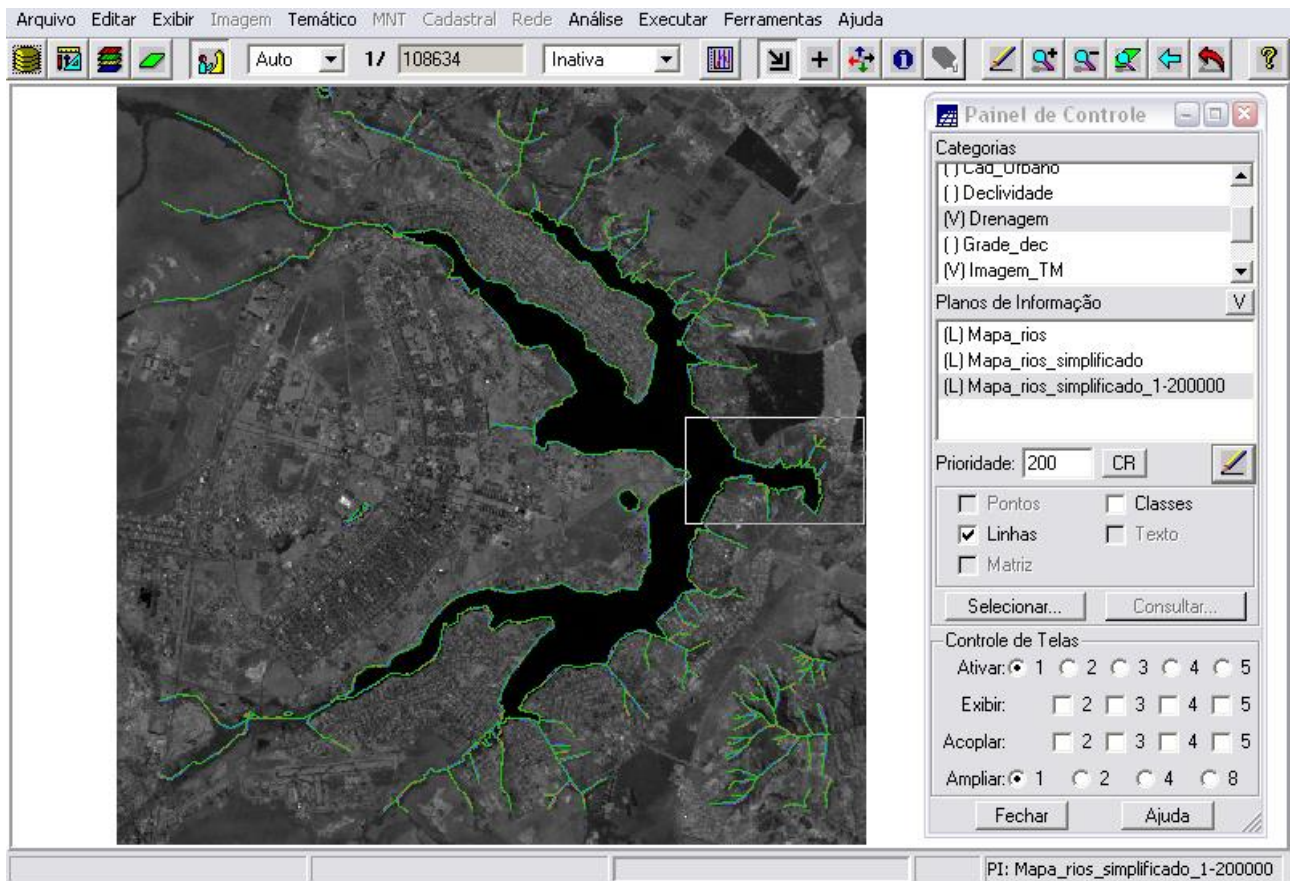 Arquivo Editar Exibir Imagem Temático MNT Cadastral Rede Análise Executar Ferramentas Ajuda
Auto 1/ 108634 Inativa
Painel de Controle
Categorias
( ) Cad_Urbano
( ) Declividade
(V) Drenagem
( ) Grade_dec
(V) Imagem_TM
Planos de Informação V
(L) Mapa_rios
(L) Mapa_rios_simplificado
(L) Mapa_rios_simplificado_1-200000
Prioridade: 200 CR
Pontos Classes
Linhas Texto
Matriz
Selecionar... Consultar...
Controle de Telas
Ativar: 1 2 3 4 5
Exibir: 2 3 4 5
Acoplar: 2 3 4 5
Ampliar: 1 2 4 8
Fechar Ajuda
PI: Mapa_rios_simplificado_1-200000